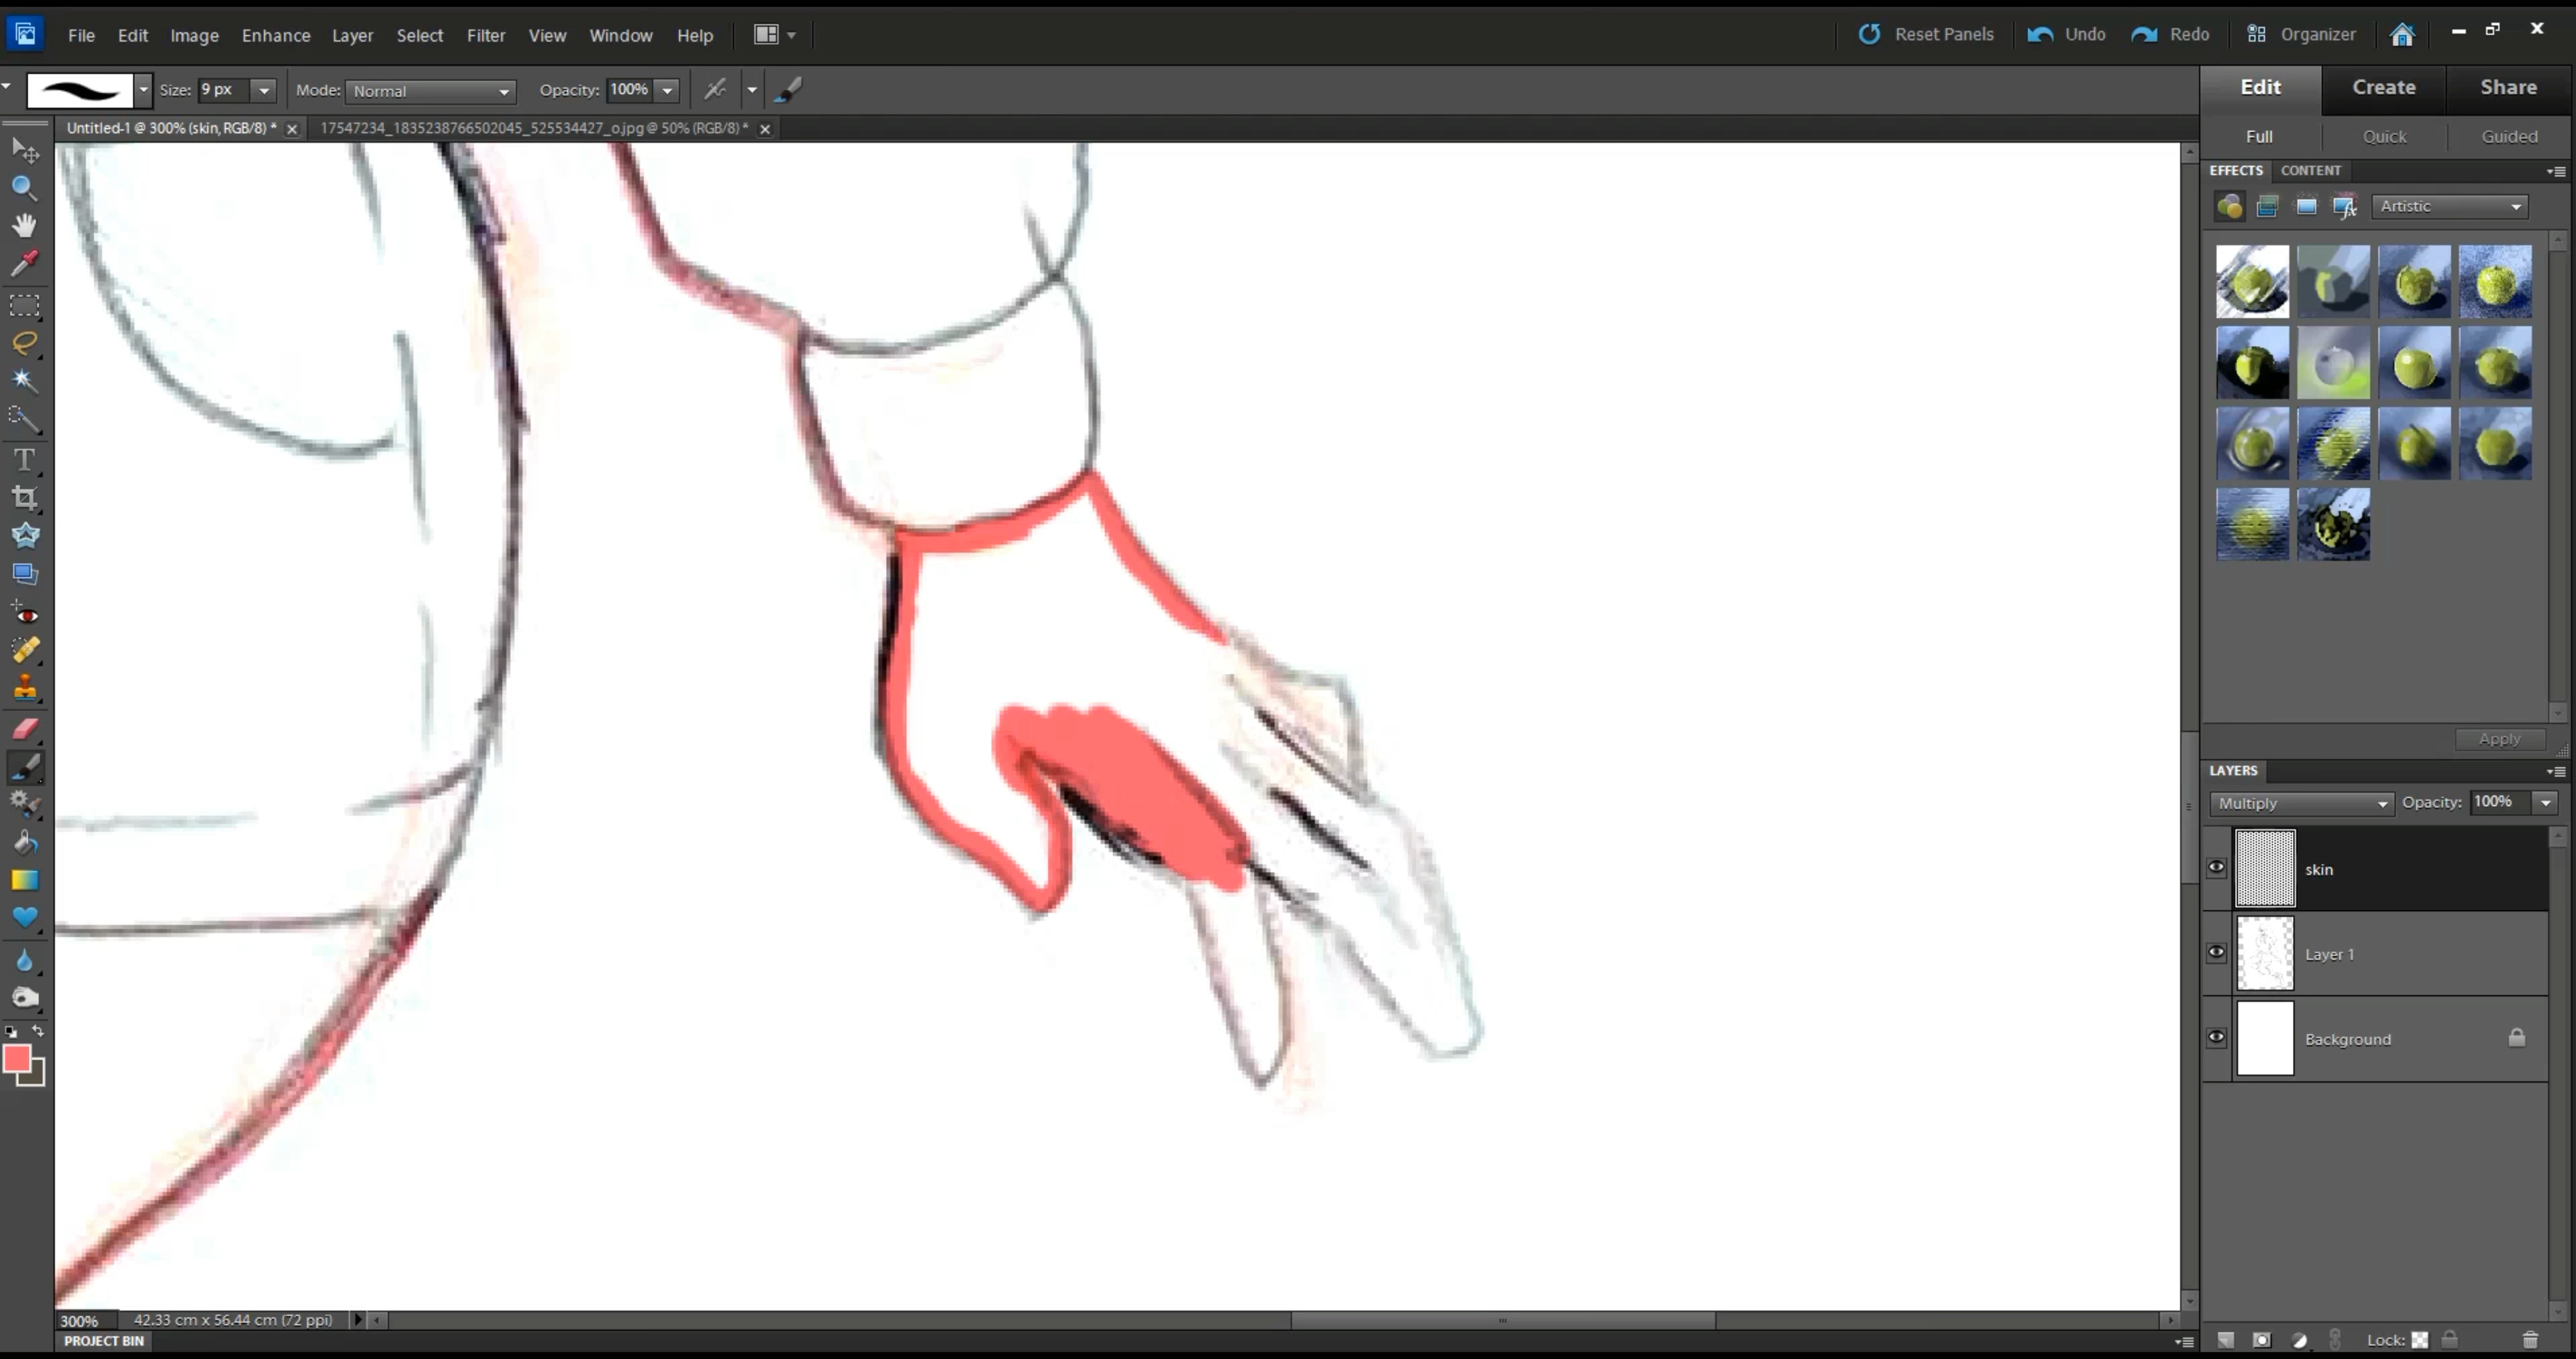 File Edit Image Enhance Layer Select Filter View Window Help Reset Panels Undo Redo Organizer
Size: 9 px Mode: Normal Opacity: 100%
Edit Create Share
Untitled-1 @ 300% (skin, RGB/8) * 17547234_1835238766502045_525534427_o.jpg @ 50% (RGB/8) *
Full Quick Guided
EFFECTS CONTENT
Artistic
Apply
LAYERS
Multiply Opacity: 100%
skin
Layer 1
Background
300% 42.33 cm x 56.44 cm (72 ppi)
PROJECT BIN
Lock: